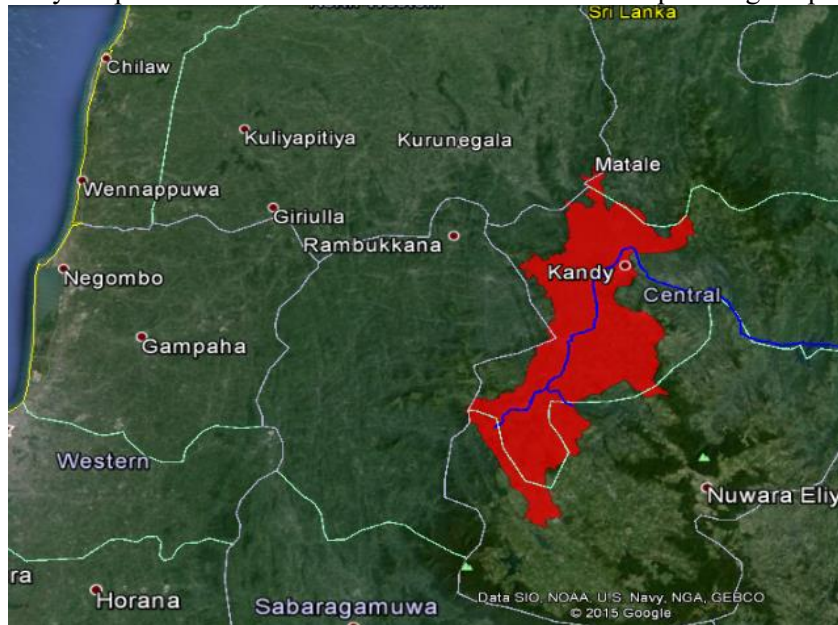 Sri Lanka
Chilaw
Kuliyapitiya
Kurunegala
Matale
Wennappuwa
Giriulla
Rambukkana
Kandy
Negombo
Central
Gampaha
Western
Nuwara Eliy
ra
Horana
Sabaragamuwa
Data SIO, NOAA, U.S. Navy, NGA, GEBCO
© 2015 Google